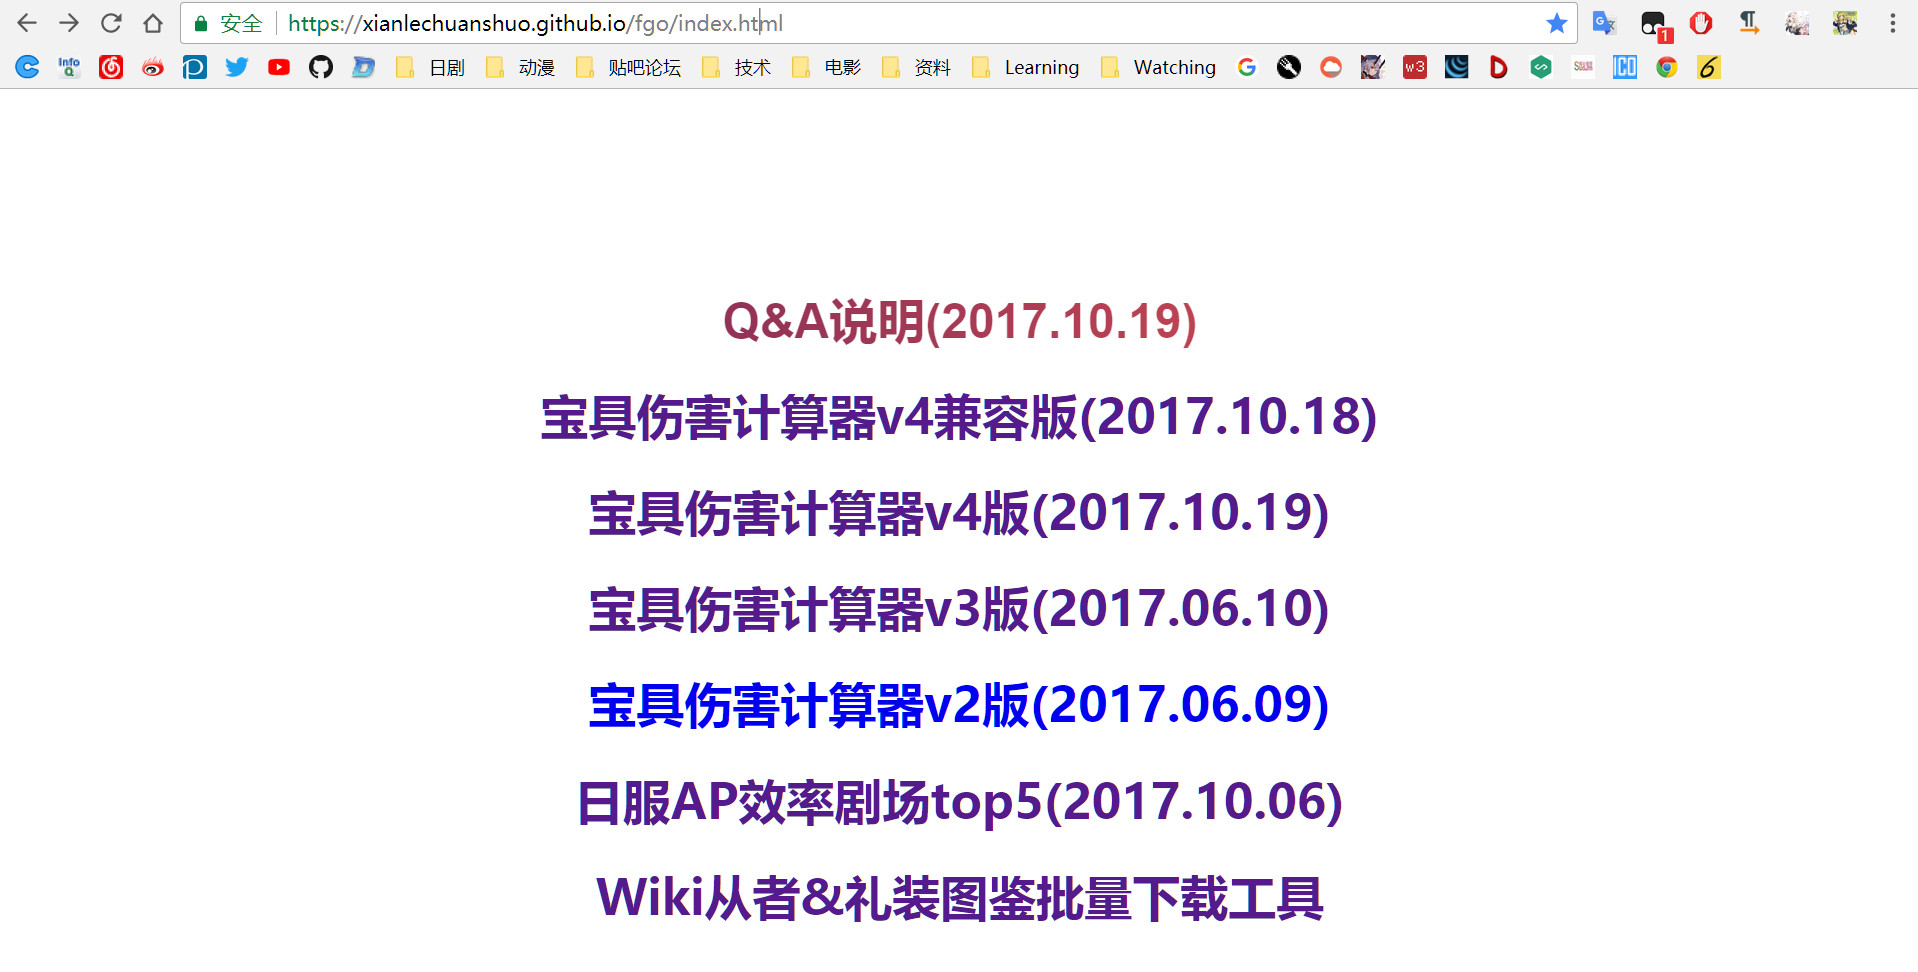 安全 https://xianlechuanshuo.github.io/fgo/index.html
1
Info Q 日剧 动漫 贴吧论坛 技术 电影 资料 Learning Watching w3 ICO
Q&A说明(2017.10.19)
宝具伤害计算器v4兼容版(2017.10.18)
宝具伤害计算器v4版(2017.10.19)
宝具伤害计算器v3版(2017.06.10)
宝具伤害计算器v2版(2017.06.09)
日服AP效率剧场top5(2017.10.06)
Wiki从者&礼装图鉴批量下载工具